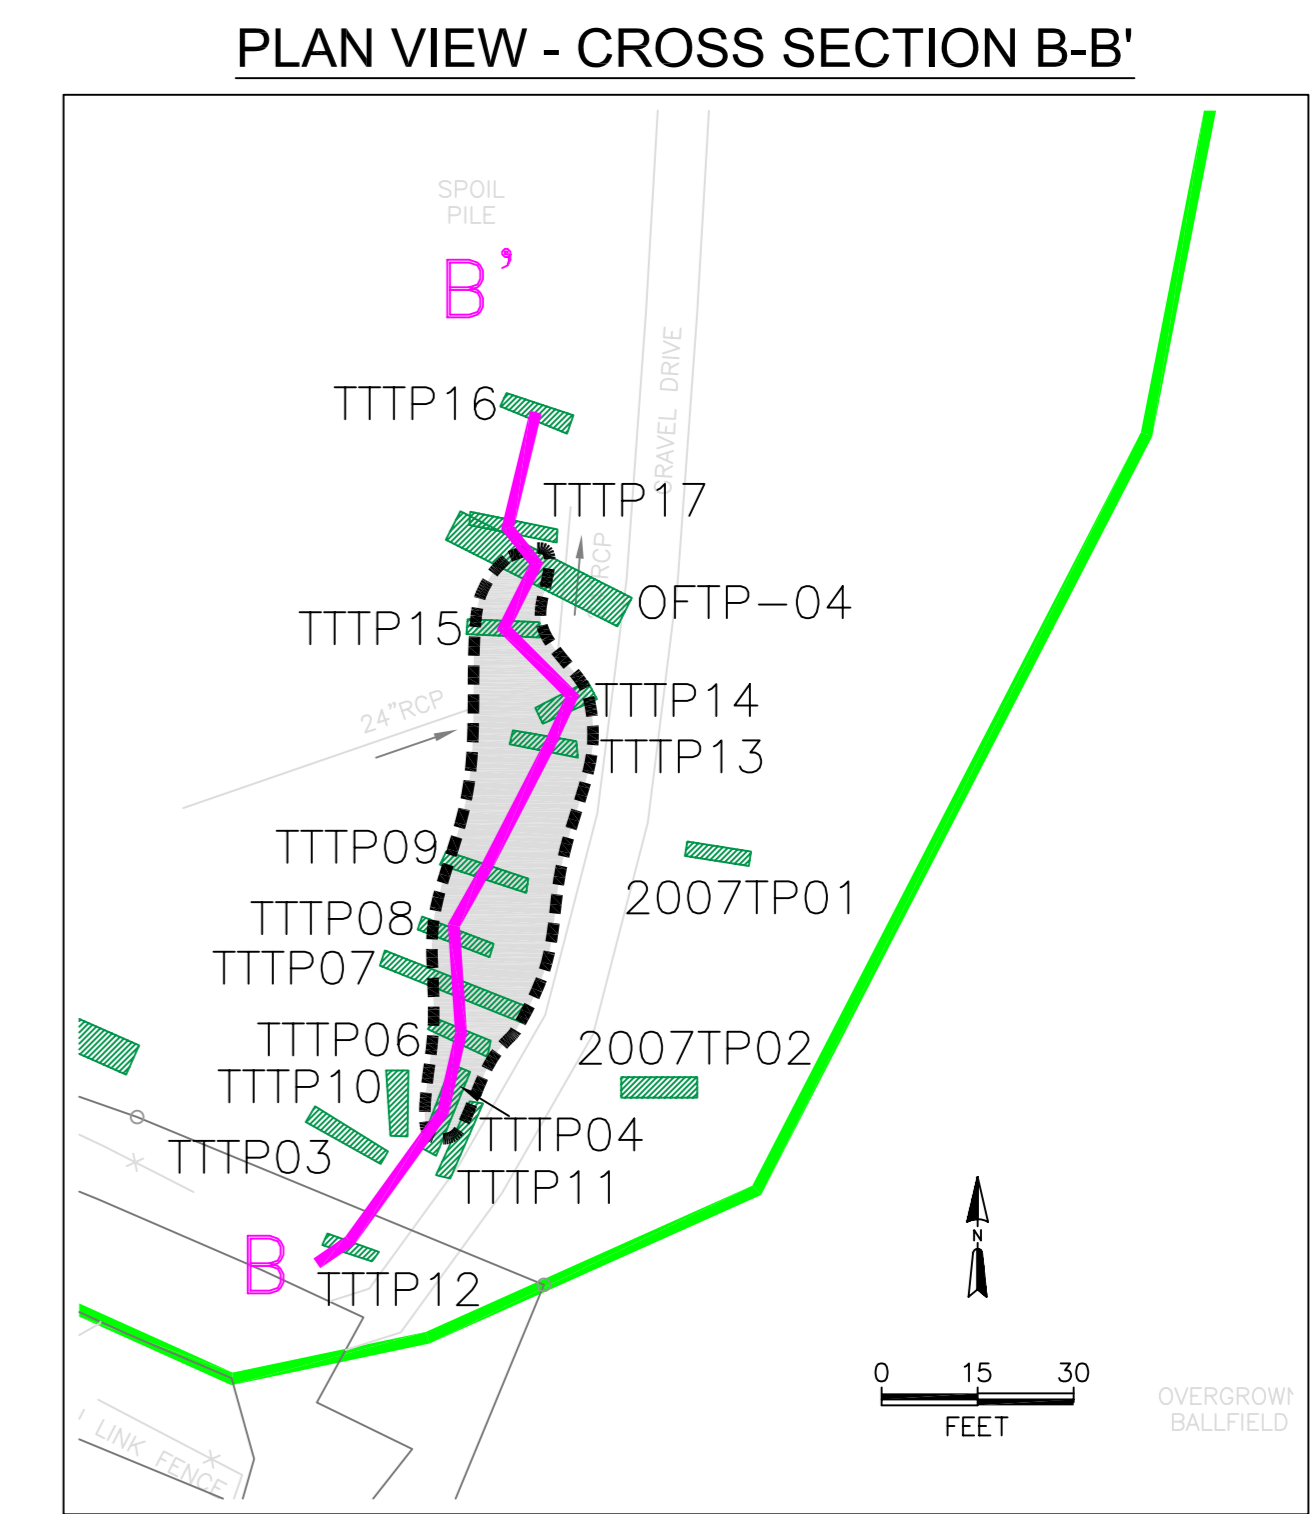 PLAN VIEW - CROSS SECTION B-B'
SPOIL
PILE
B'
GRAVEL DRIVE
TTTP16
TTTP17
RCP
OFTP-04
TTTP15
24"RCP
TTTP14
TTTP13
TTTP09
2007TP01
TTTP08
TTTP07
TTTP06
2007TP02
TTTP10
TTTP04
TTTP03
TTTP11
B
TTTP12
N
0 15 30
FEET
OVERGROWN
BALLFIELD
LINK FENCE